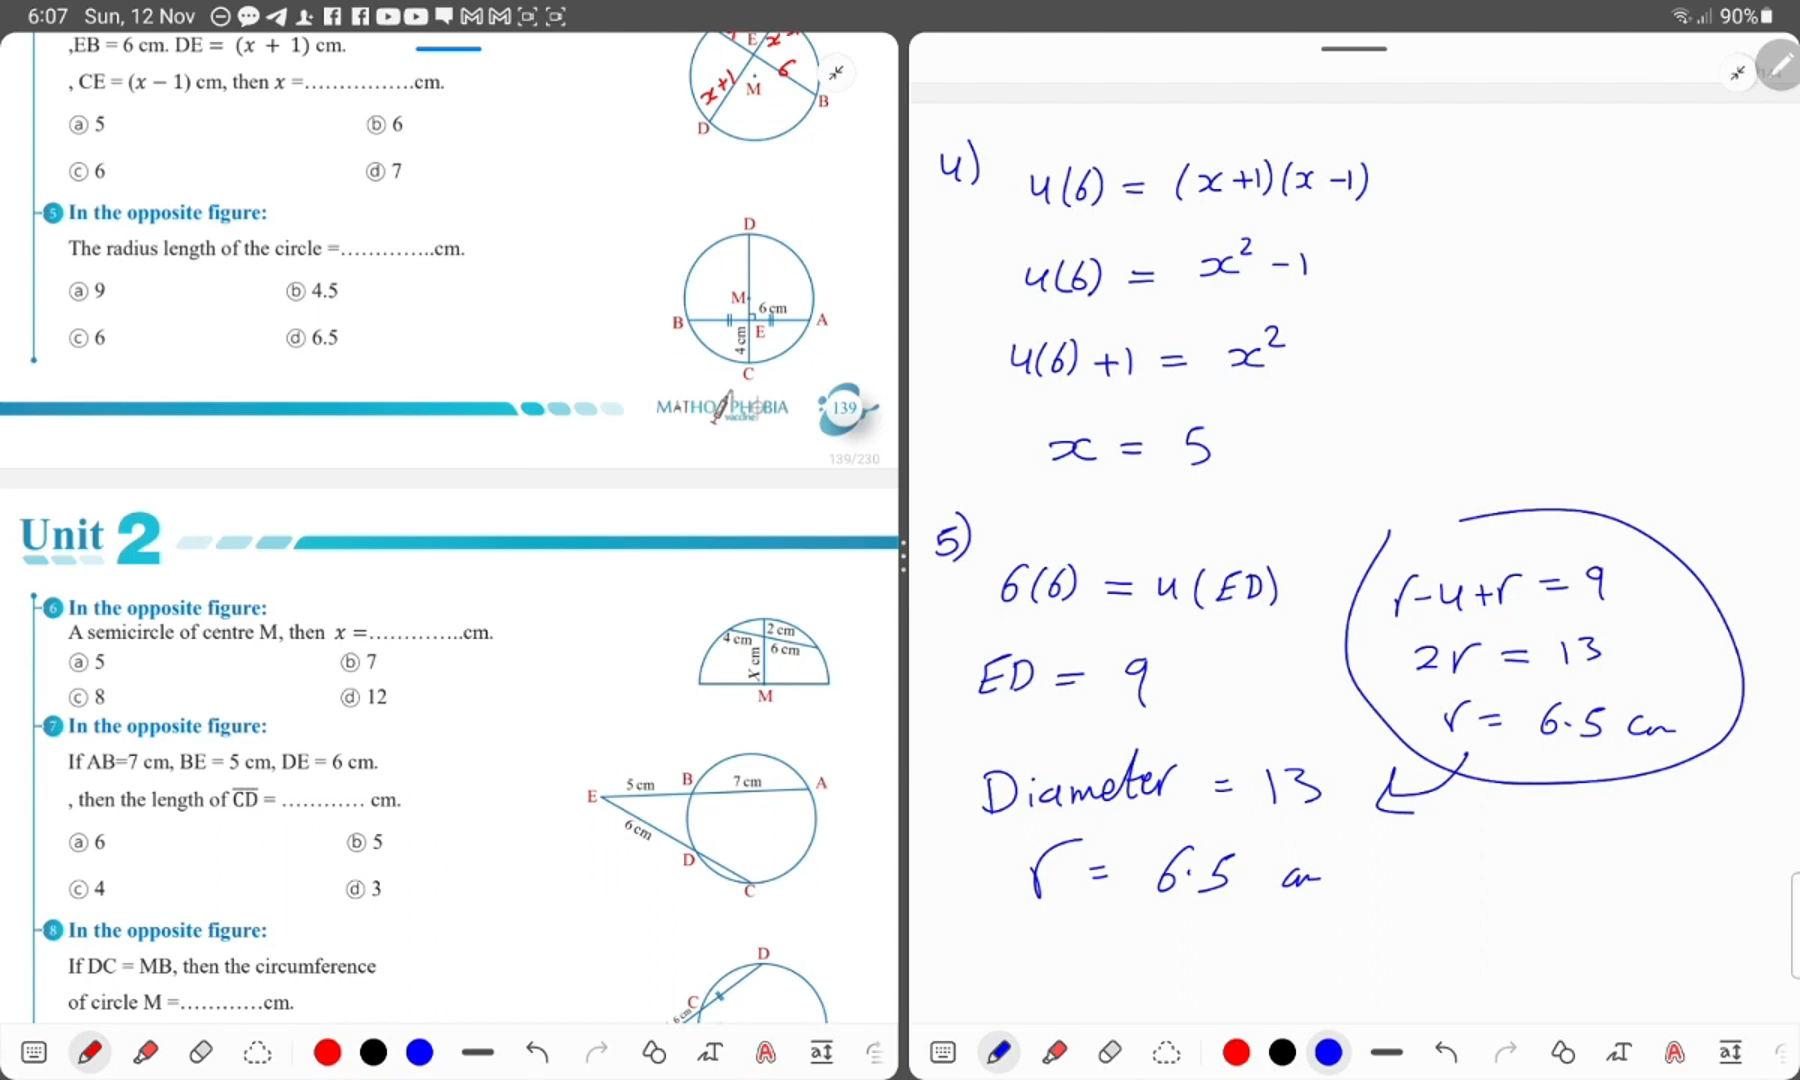 6:07 Sun, 12 Nov
90%
,EB = 6 cm. DE = (x + 1) cm.
, CE = (x − 1) cm, then x =...............cm.
ⓐ 5
ⓑ 6
ⓒ 6
ⓓ 7
E
x+1
6
M
D
B
5 In the opposite figure:
The radius length of the circle =.............cm.
ⓐ 9
ⓑ 4.5
ⓒ 6
ⓓ 6.5
D
M
6 cm
B
A
E
4 cm
C
MATHO PHOBIA
vaccine
139
139/230
Unit 2
6 In the opposite figure:
A semicircle of centre M, then x =.............cm.
ⓐ 5
ⓑ 7
ⓒ 8
ⓓ 12
2 cm
4 cm
6 cm
X cm
M
7 In the opposite figure:
If AB=7 cm, BE = 5 cm, DE = 6 cm.
, then the length of C̅D̅ = ............ cm.
ⓐ 6
ⓑ 5
ⓒ 4
ⓓ 3
5 cm
B
7 cm
A
E
6 cm
D
C
8 In the opposite figure:
If DC = MB, then the circumference
of circle M =............cm.
D
C
6 cm
4)
4(6) = (x+1)(x-1)
4(6) = x² -1
4(6) +1 = x²
x = 5
5)
6(6) = 4(ED)
ED = 9
Diameter = 13
r = 6.5 cm
r-4+r = 9
2r = 13
r = 6.5 cm